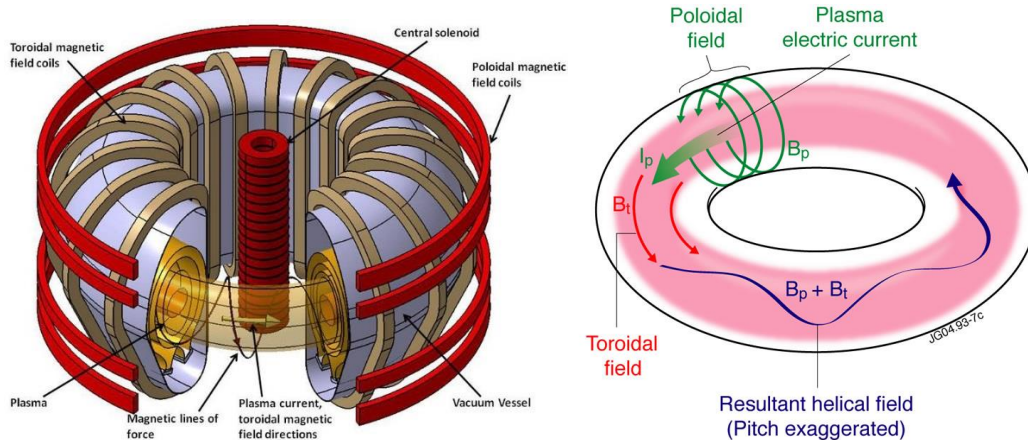 Toroidal magnetic
field coils
Central solenoid
Poloidal magnetic
field coils
Plasma
Magnetic lines of
force
Plasma current,
toroidal magnetic
field directions
Vacuum Vessel
Poloidal
field
Plasma
electric current
Ip
Bp
Bt
Bp + Bt
Toroidal
field
JG04.93-7c
Resultant helical field
(Pitch exaggerated)